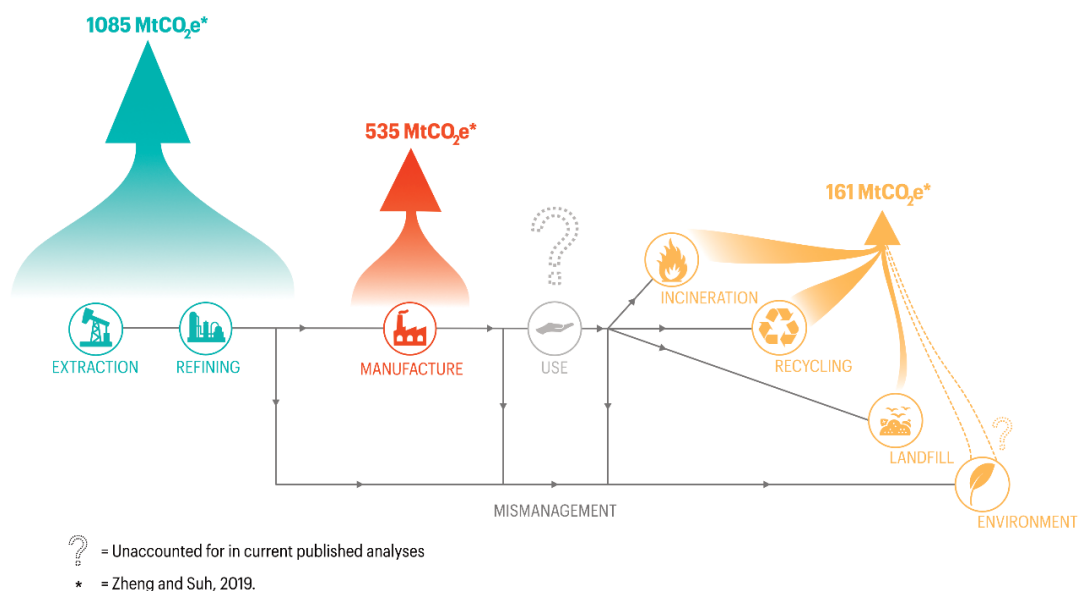 1085 MtCO₂e*
535 MtCO₂e*
161 MtCO₂e*
?
INCINERATION
EXTRACTION
REFINING
MANUFACTURE
USE
RECYCLING
?
LANDFILL
MISMANAGEMENT
ENVIRONMENT
? = Unaccounted for in current published analyses
* = Zheng and Suh, 2019.